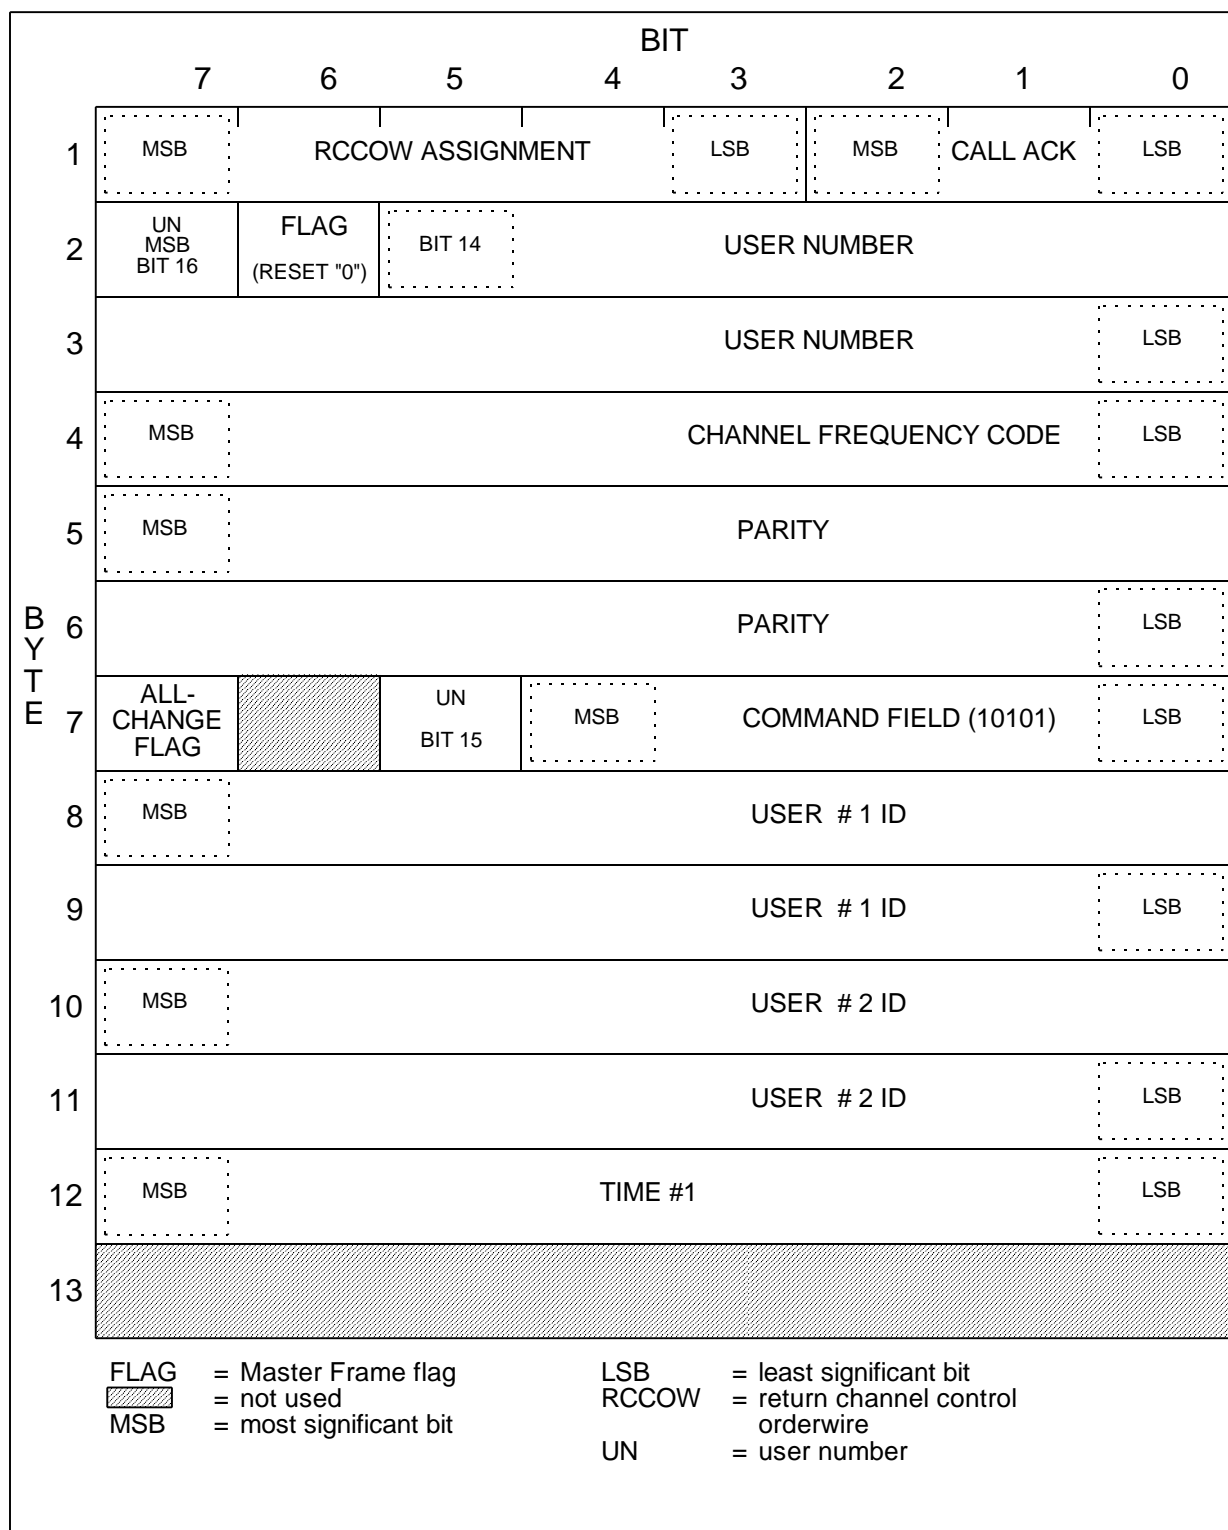 BIT
7 6 5 4 3 2 1 0
1 MSB RCCOW ASSIGNMENT LSB MSB CALL ACK LSB
2 UN MSB BIT 16 FLAG (RESET "0") BIT 14 USER NUMBER
3 USER NUMBER LSB
4 MSB CHANNEL FREQUENCY CODE LSB
5 MSB PARITY
BYTE
6 PARITY LSB
7 ALL-CHANGE FLAG UN BIT 15 MSB COMMAND FIELD (10101) LSB
8 MSB USER # 1 ID
9 USER # 1 ID LSB
10 MSB USER # 2 ID
11 USER # 2 ID LSB
12 MSB TIME #1 LSB
13
FLAG = Master Frame flag
= not used
MSB = most significant bit
LSB = least significant bit
RCCOW = return channel control
orderwire
UN = user number